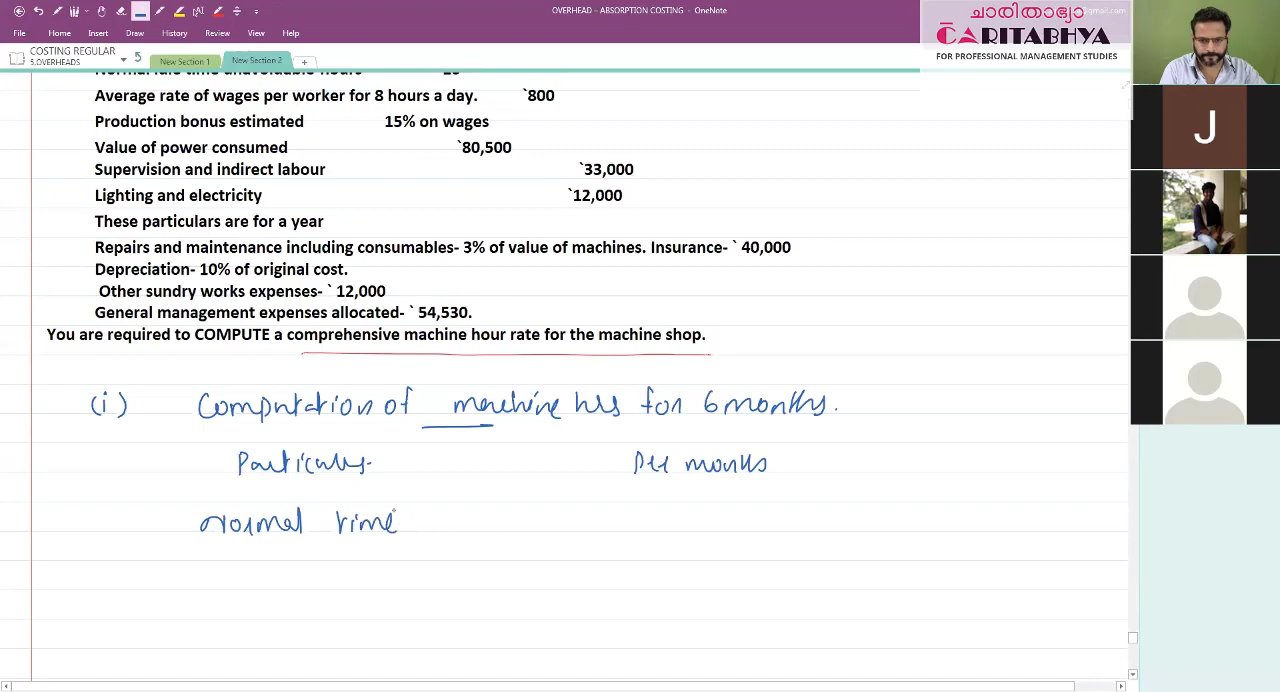 OVERHEAD – ABSORPTION COSTING - OneNote
File Home Insert Draw History Review View Help
COSTING REGULAR
5.OVERHEADS
5
New Section 1
New Section 2
ചാരിതാഭ്യാ
@gmail.com
CARITABHYA
FOR PROFESSIONAL MANAGEMENT STUDIES
Average rate of wages per worker for 8 hours a day. `800
Production bonus estimated 15% on wages
Value of power consumed `80,500
Supervision and indirect labour `33,000
Lighting and electricity `12,000
These particulars are for a year
Repairs and maintenance including consumables- 3% of value of machines. Insurance- ` 40,000
Depreciation- 10% of original cost.
Other sundry works expenses- ` 12,000
General management expenses allocated- ` 54,530.
You are required to COMPUTE a comprehensive machine hour rate for the machine shop.
(i) Computation of machine hrs for 6 months.
Particulars months
normal time
J